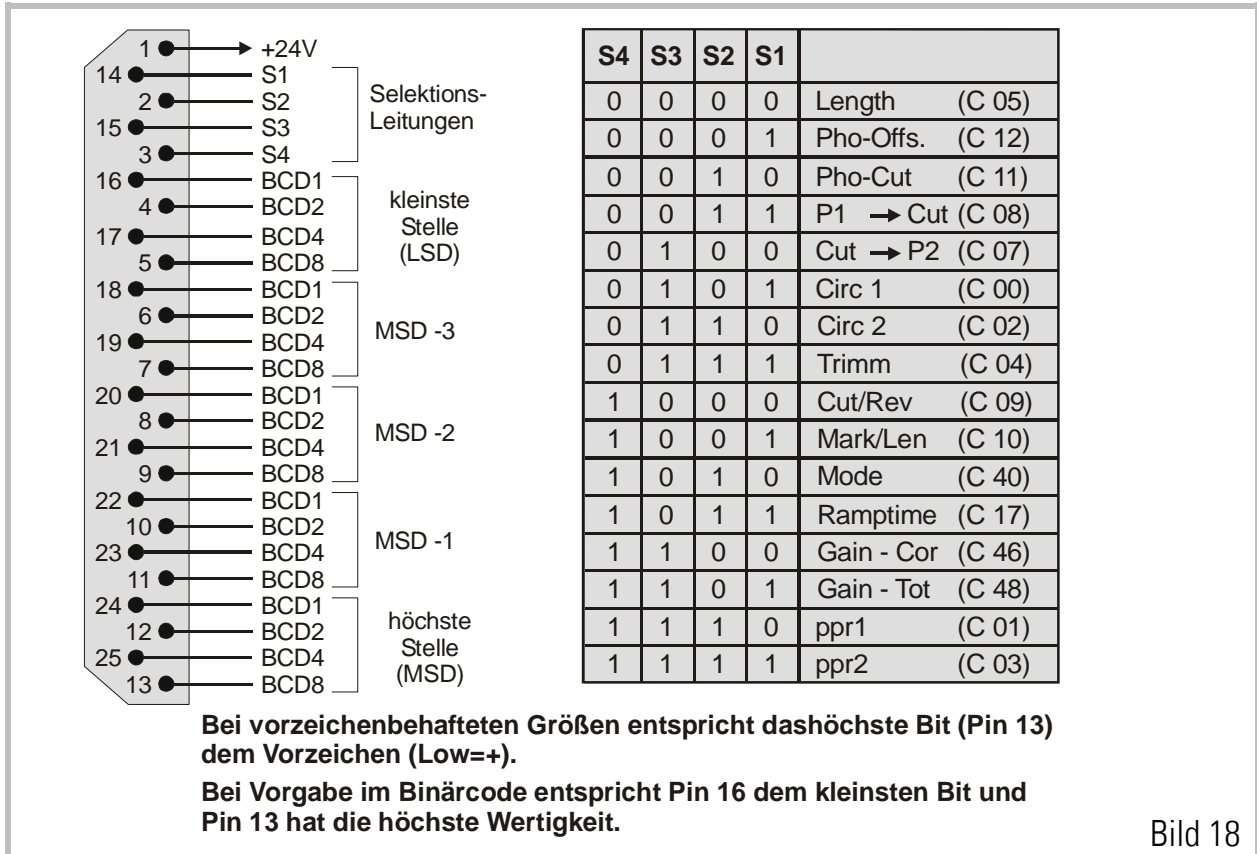 1 +24V
14 S1
2 S2
15 S3
3 S4
Selektions-
Leitungen
16 BCD1
4 BCD2
17 BCD4
5 BCD8
kleinste
Stelle
(LSD)
18 BCD1
6 BCD2
19 BCD4
7 BCD8
MSD -3
20 BCD1
8 BCD2
21 BCD4
9 BCD8
MSD -2
22 BCD1
10 BCD2
23 BCD4
11 BCD8
MSD -1
24 BCD1
12 BCD2
25 BCD4
13 BCD8
höchste
Stelle
(MSD)
S4 S3 S2 S1
0 0 0 0 Length (C 05)
0 0 0 1 Pho-Offs. (C 12)
0 0 1 0 Pho-Cut (C 11)
0 0 1 1 P1 → Cut (C 08)
0 1 0 0 Cut → P2 (C 07)
0 1 0 1 Circ 1 (C 00)
0 1 1 0 Circ 2 (C 02)
0 1 1 1 Trimm (C 04)
1 0 0 0 Cut/Rev (C 09)
1 0 0 1 Mark/Len (C 10)
1 0 1 0 Mode (C 40)
1 0 1 1 Ramptime (C 17)
1 1 0 0 Gain - Cor (C 46)
1 1 0 1 Gain - Tot (C 48)
1 1 1 0 ppr1 (C 01)
1 1 1 1 ppr2 (C 03)
Bei vorzeichenbehafteten Größen entspricht dashöchste Bit (Pin 13)
dem Vorzeichen (Low=+).
Bei Vorgabe im Binärcode entspricht Pin 16 dem kleinsten Bit und
Pin 13 hat die höchste Wertigkeit.
Bild 18